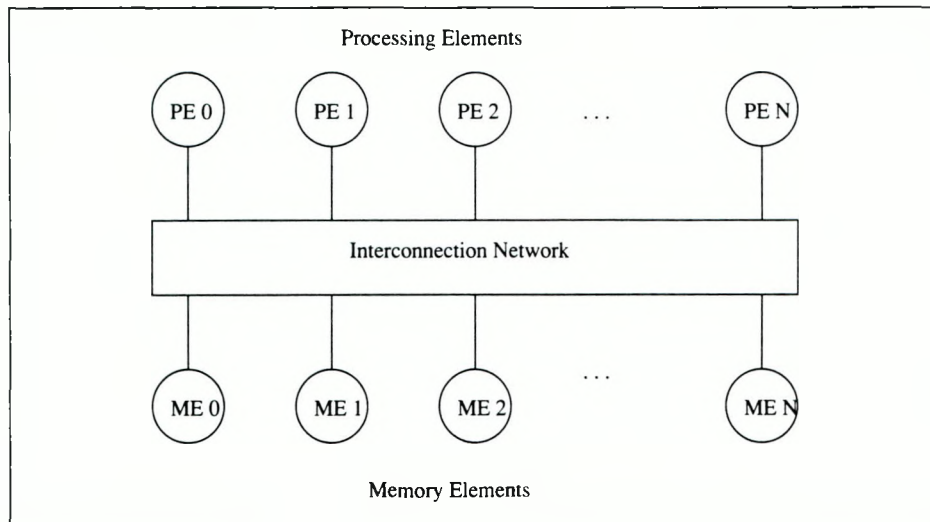 Processing Elements
PE 0 PE 1 PE 2 ... PE N
Interconnection Network
ME 0 ME 1 ME 2 ... ME N
Memory Elements